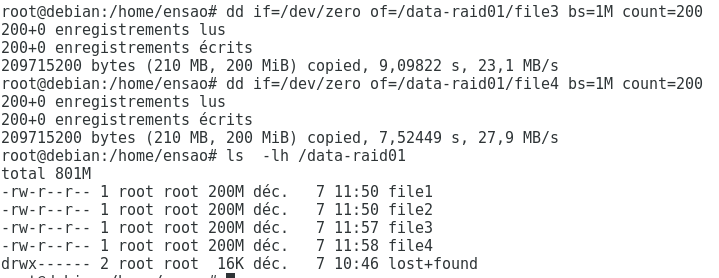 root@debian:/home/ensao# dd if=/dev/zero of=/data-raid01/file3 bs=1M count=200
200+0 enregistrements lus
200+0 enregistrements écrits
209715200 bytes (210 MB, 200 MiB) copied, 9,09822 s, 23,1 MB/s
root@debian:/home/ensao# dd if=/dev/zero of=/data-raid01/file4 bs=1M count=200
200+0 enregistrements lus
200+0 enregistrements écrits
209715200 bytes (210 MB, 200 MiB) copied, 7,52449 s, 27,9 MB/s
root@debian:/home/ensao# ls  -lh /data-raid01
total 801M
-rw-r--r-- 1 root root 200M déc.   7 11:50 file1
-rw-r--r-- 1 root root 200M déc.   7 11:50 file2
-rw-r--r-- 1 root root 200M déc.   7 11:57 file3
-rw-r--r-- 1 root root 200M déc.   7 11:58 file4
drwx------ 2 root root  16K déc.   7 10:46 lost+found
root@debian:/home/ensao#